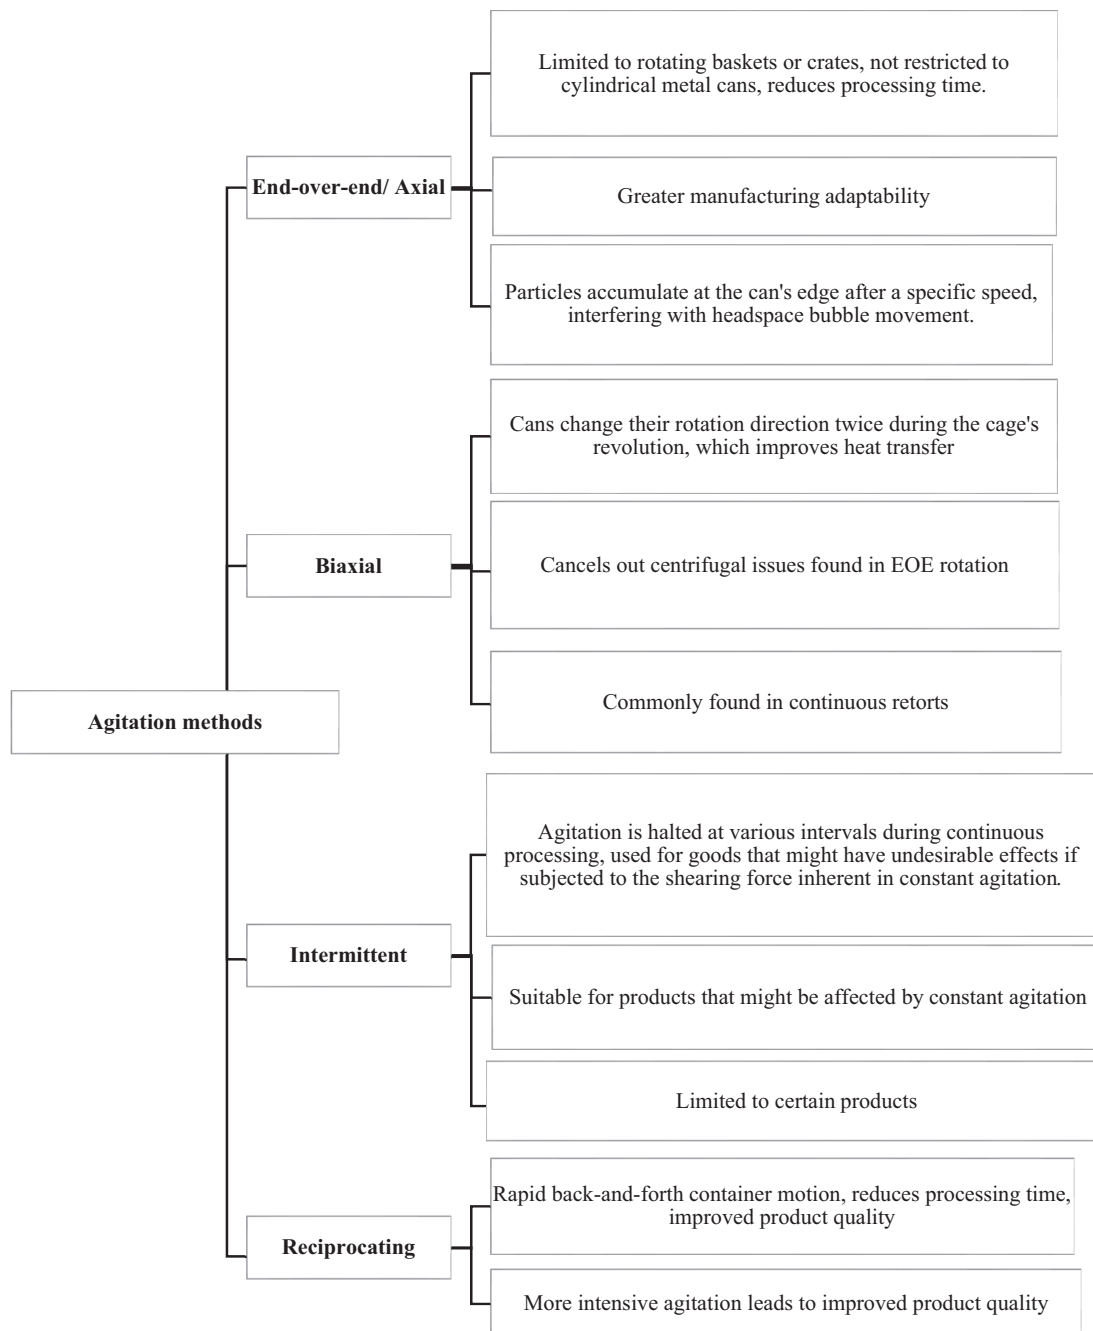 Limited to rotating baskets or crates, not restricted to
cylindrical metal cans, reduces processing time.
End-over-end/ Axial
Greater manufacturing adaptability
Particles accumulate at the can's edge after a specific speed,
interfering with headspace bubble movement.
Cans change their rotation direction twice during the cage's
revolution, which improves heat transfer
Biaxial
Cancels out centrifugal issues found in EOE rotation
Commonly found in continuous retorts
Agitation methods
Agitation is halted at various intervals during continuous
processing, used for goods that might have undesirable effects if
subjected to the shearing force inherent in constant agitation.
Intermittent
Suitable for products that might be affected by constant agitation
Limited to certain products
Rapid back-and-forth container motion, reduces processing time,
improved product quality
Reciprocating
More intensive agitation leads to improved product quality